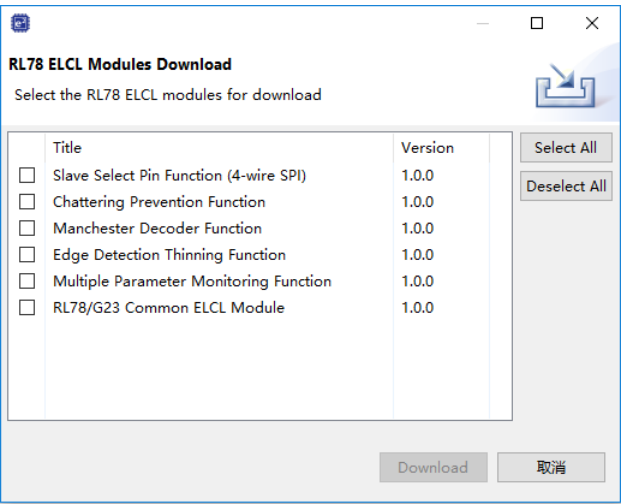 RL78 ELCL Modules Download
Select the RL78 ELCL modules for download
Title Version
Slave Select Pin Function (4-wire SPI) 1.0.0
Chattering Prevention Function 1.0.0
Manchester Decoder Function 1.0.0
Edge Detection Thinning Function 1.0.0
Multiple Parameter Monitoring Function 1.0.0
RL78/G23 Common ELCL Module 1.0.0
Select All
Deselect All
Download 取消